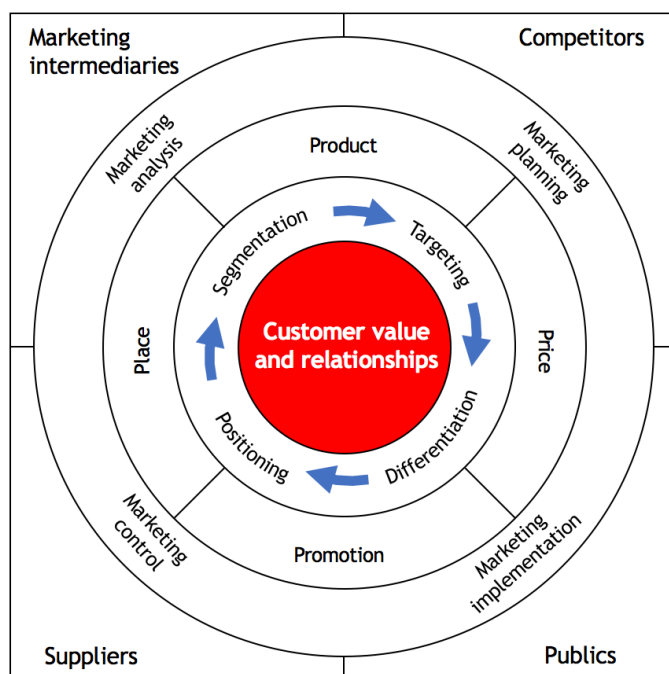 Marketing
intermediaries
Competitors
Marketing
analysis
Marketing
planning
Product
Segmentation
Targeting
Place
Customer value
and relationships
Price
Positioning
Differentiation
Marketing
control
Promotion
Marketing
implementation
Suppliers
Publics